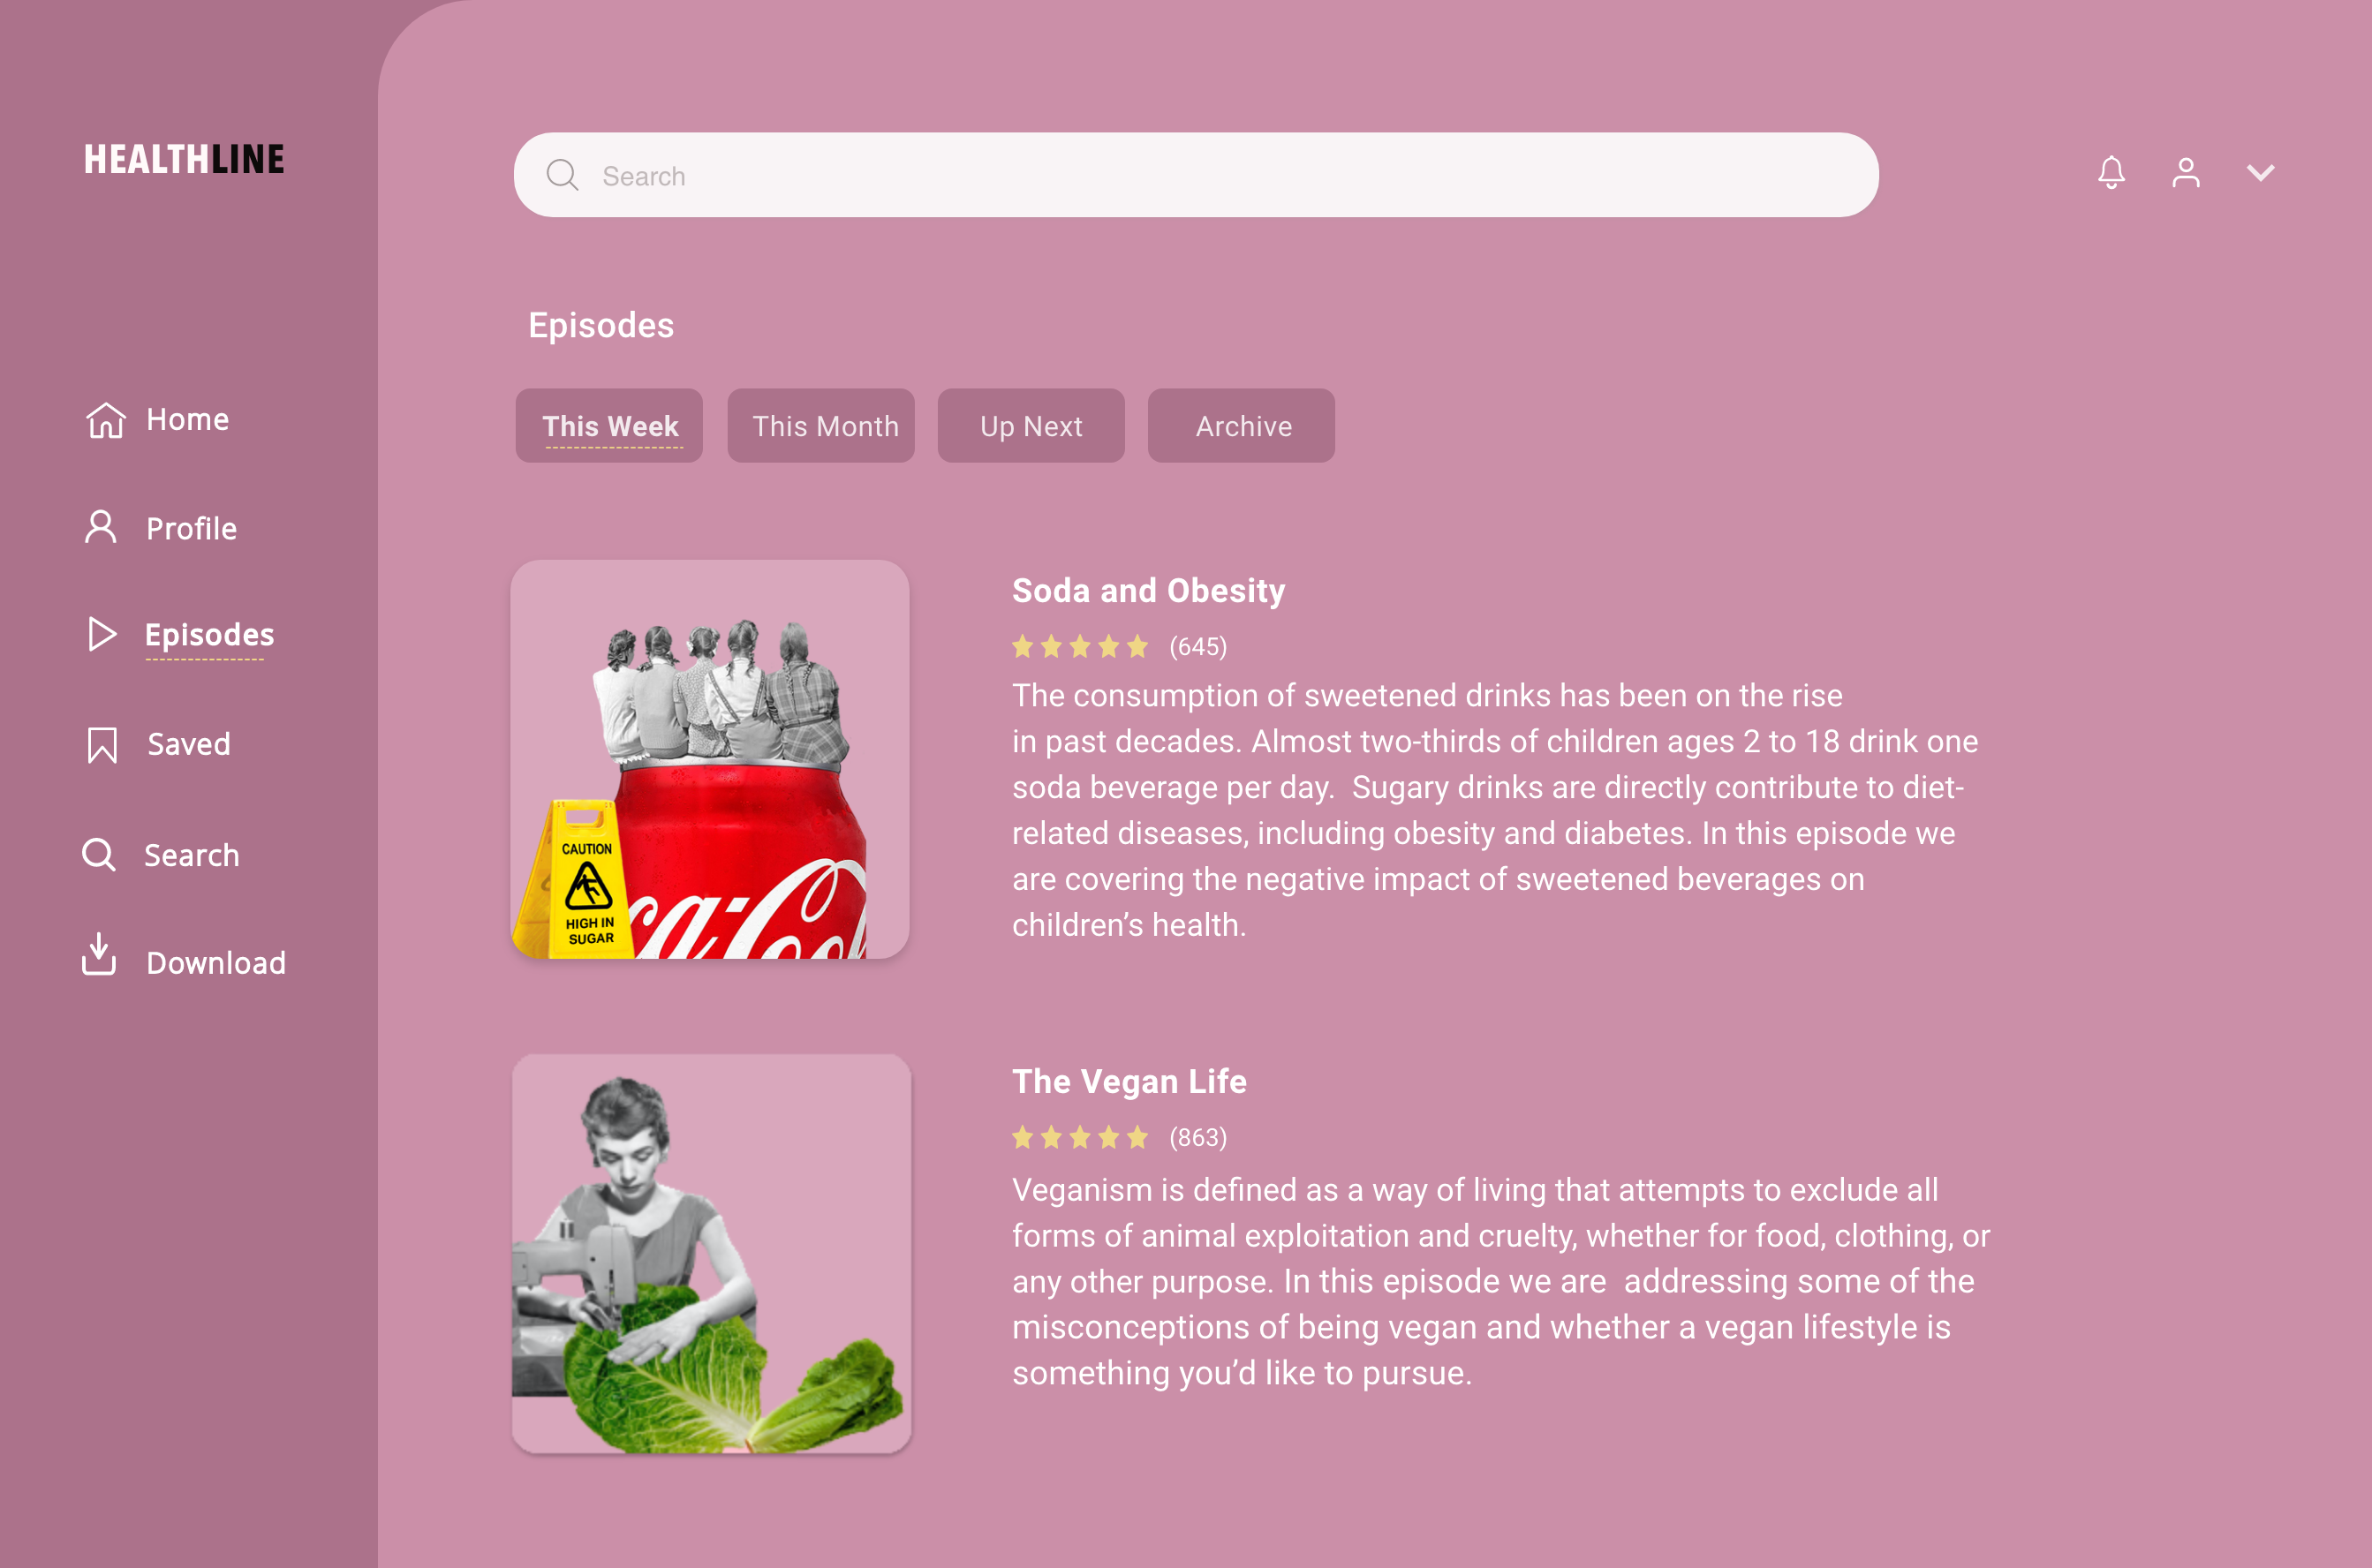 HEALTHLINE
Search
Home
Profile
Episodes
Saved
Search
Download
Episodes
This Week
This Month
Up Next
Archive
CAUTION
HIGH IN
SUGAR
Soda and Obesity
(645)
The consumption of sweetened drinks has been on the rise
in past decades. Almost two-thirds of children ages 2 to 18 drink one
soda beverage per day.  Sugary drinks are directly contribute to diet-
related diseases, including obesity and diabetes. In this episode we
are covering the negative impact of sweetened beverages on
children’s health.
The Vegan Life
(863)
Veganism is defined as a way of living that attempts to exclude all
forms of animal exploitation and cruelty, whether for food, clothing, or
any other purpose. In this episode we are  addressing some of the
misconceptions of being vegan and whether a vegan lifestyle is
something you’d like to pursue.